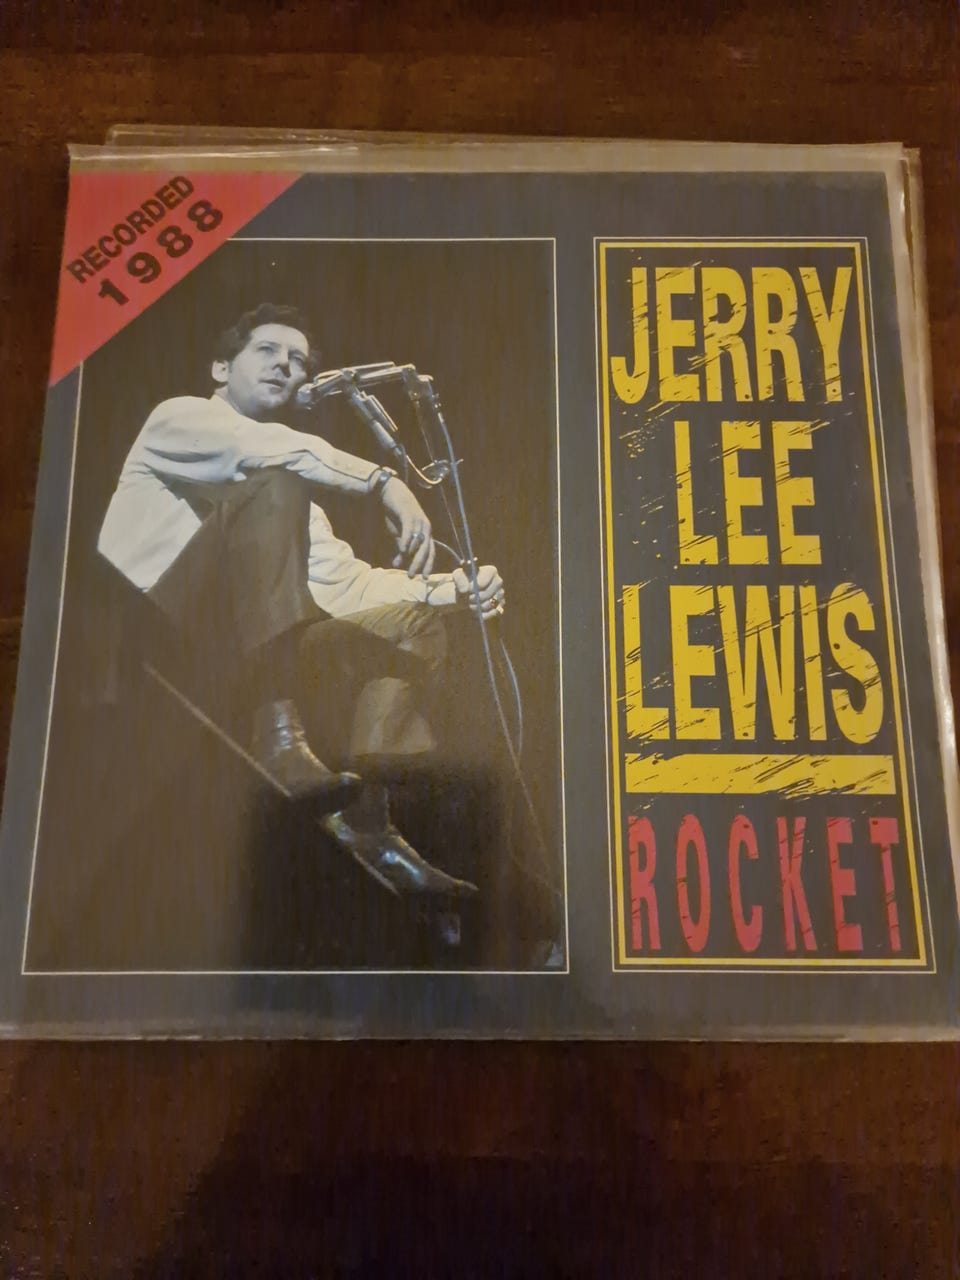 RECORDED
1988
JERRY
LEE
LEWIS
ROCKET